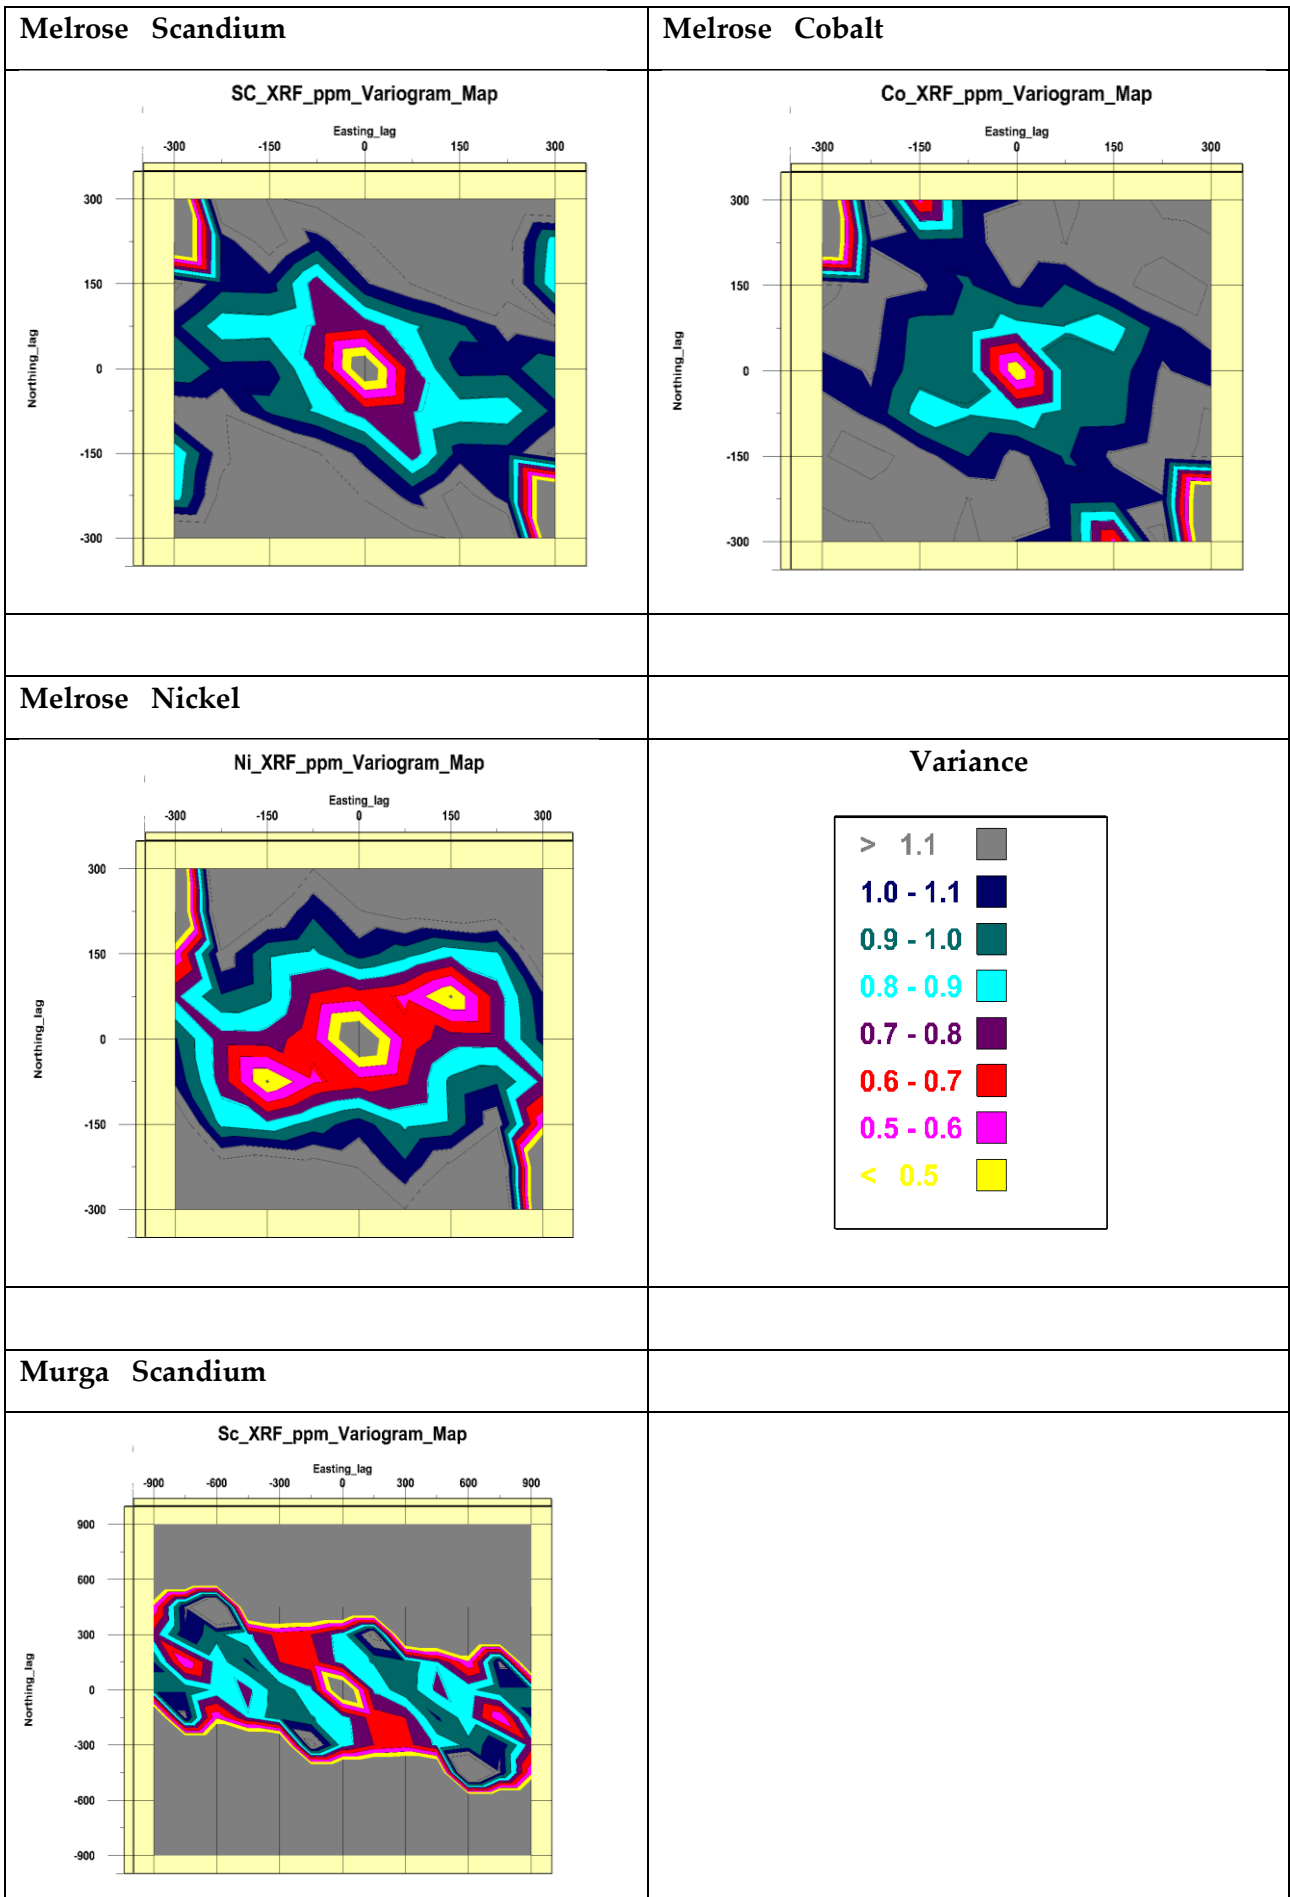 Melrose Scandium
Melrose Cobalt
SC_XRF_ppm_Variogram_Map
Easting_lag
-300 -150 0 150 300
300
150
0
-150
-300
Northing_lag
Co_XRF_ppm_Variogram_Map
Easting_lag
-300 -150 0 150 300
300
150
0
-150
-300
Northing_lag
Melrose Nickel
Ni_XRF_ppm_Variogram_Map
Easting_lag
-300 -150 0 150 300
300
150
0
-150
-300
Northing_lag
Variance
> 1.1
1.0 - 1.1
0.9 - 1.0
0.8 - 0.9
0.7 - 0.8
0.6 - 0.7
0.5 - 0.6
< 0.5
Murga Scandium
Sc_XRF_ppm_Variogram_Map
Easting_lag
-900 -600 -300 0 300 600 900
900
600
300
0
-300
-600
-900
Northing_lag